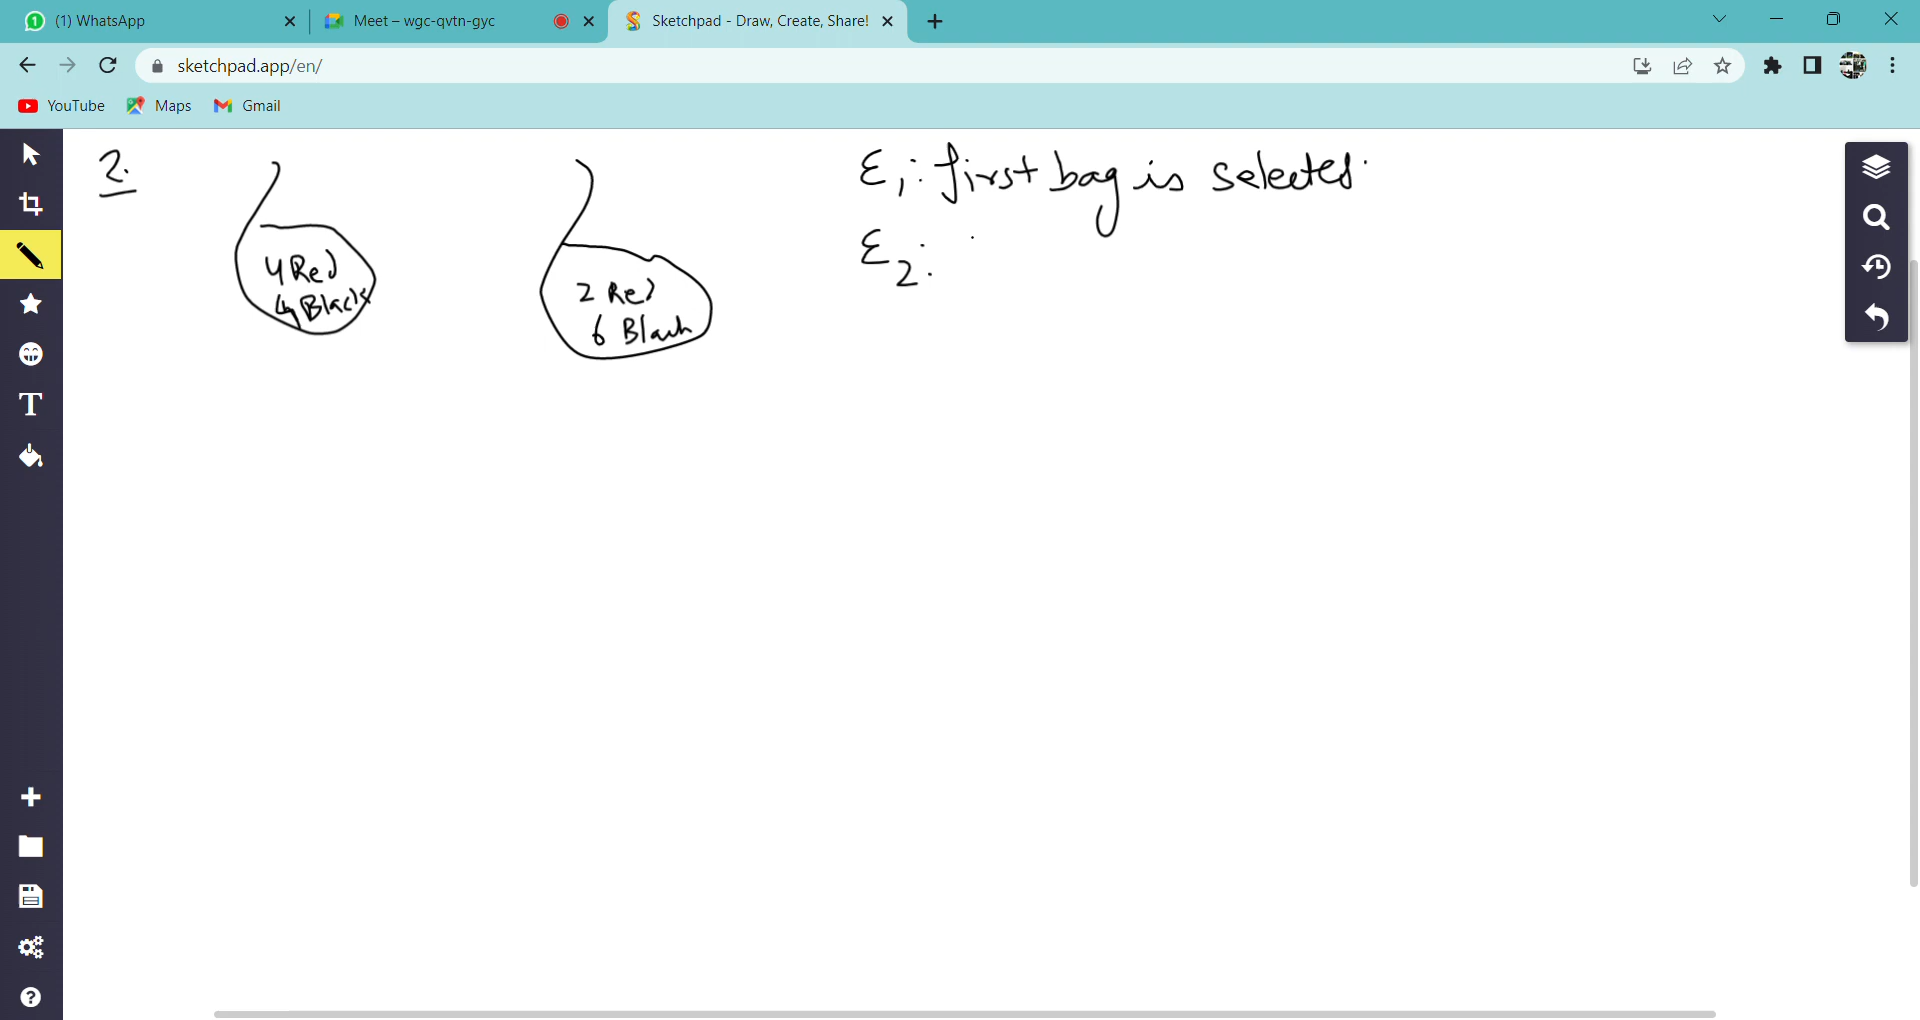 (1) WhatsApp
Meet – wgc-qvtn-gyc
Sketchpad - Draw, Create, Share!
sketchpad.app/en/
YouTube
Maps
Gmail
2.
4 Red
4 Black
2 Red
6 Black
E1: first bag is selected.
E2:
T